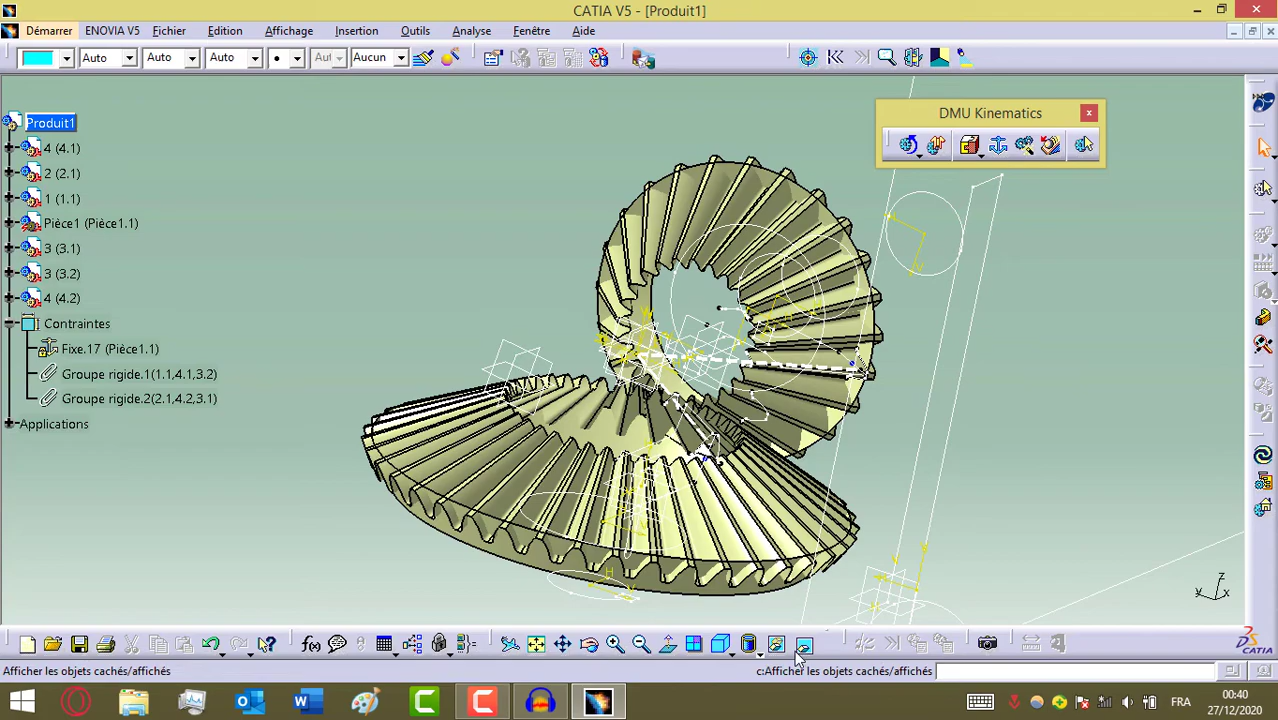 CATIA V5 - [Produit1]
Démarrer ENOVIA V5 Fichier Edition Affichage Insertion Outils Analyse Fenêtre Aide
Auto Auto Auto Aut Aucun
DMU Kinematics
Produit1
4 (4.1)
2 (2.1)
1 (1.1)
Pièce1 (Pièce1.1)
3 (3.1)
3 (3.2)
4 (4.2)
Contraintes
Fixe.17 (Pièce1.1)
Groupe rigide.1(1.1,4.1,3.2)
Groupe rigide.2(2.1,4.2,3.1)
Applications
H
V
z
y x
f(x)
CATIA
Afficher les objets cachés/affichés c:Afficher les objets cachés/affichés
FRA
00:40
27/12/2020